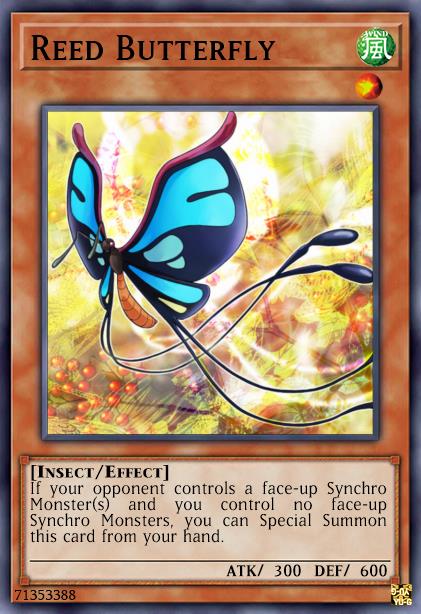 Reed Butterfly
WIND
風
[Insect/Effect]
If your opponent controls a face-up Synchro
Monster(s) and you control no face-up
Synchro Monsters, you can Special Summon
this card from your hand.
ATK/ 300 DEF/ 600
71353388